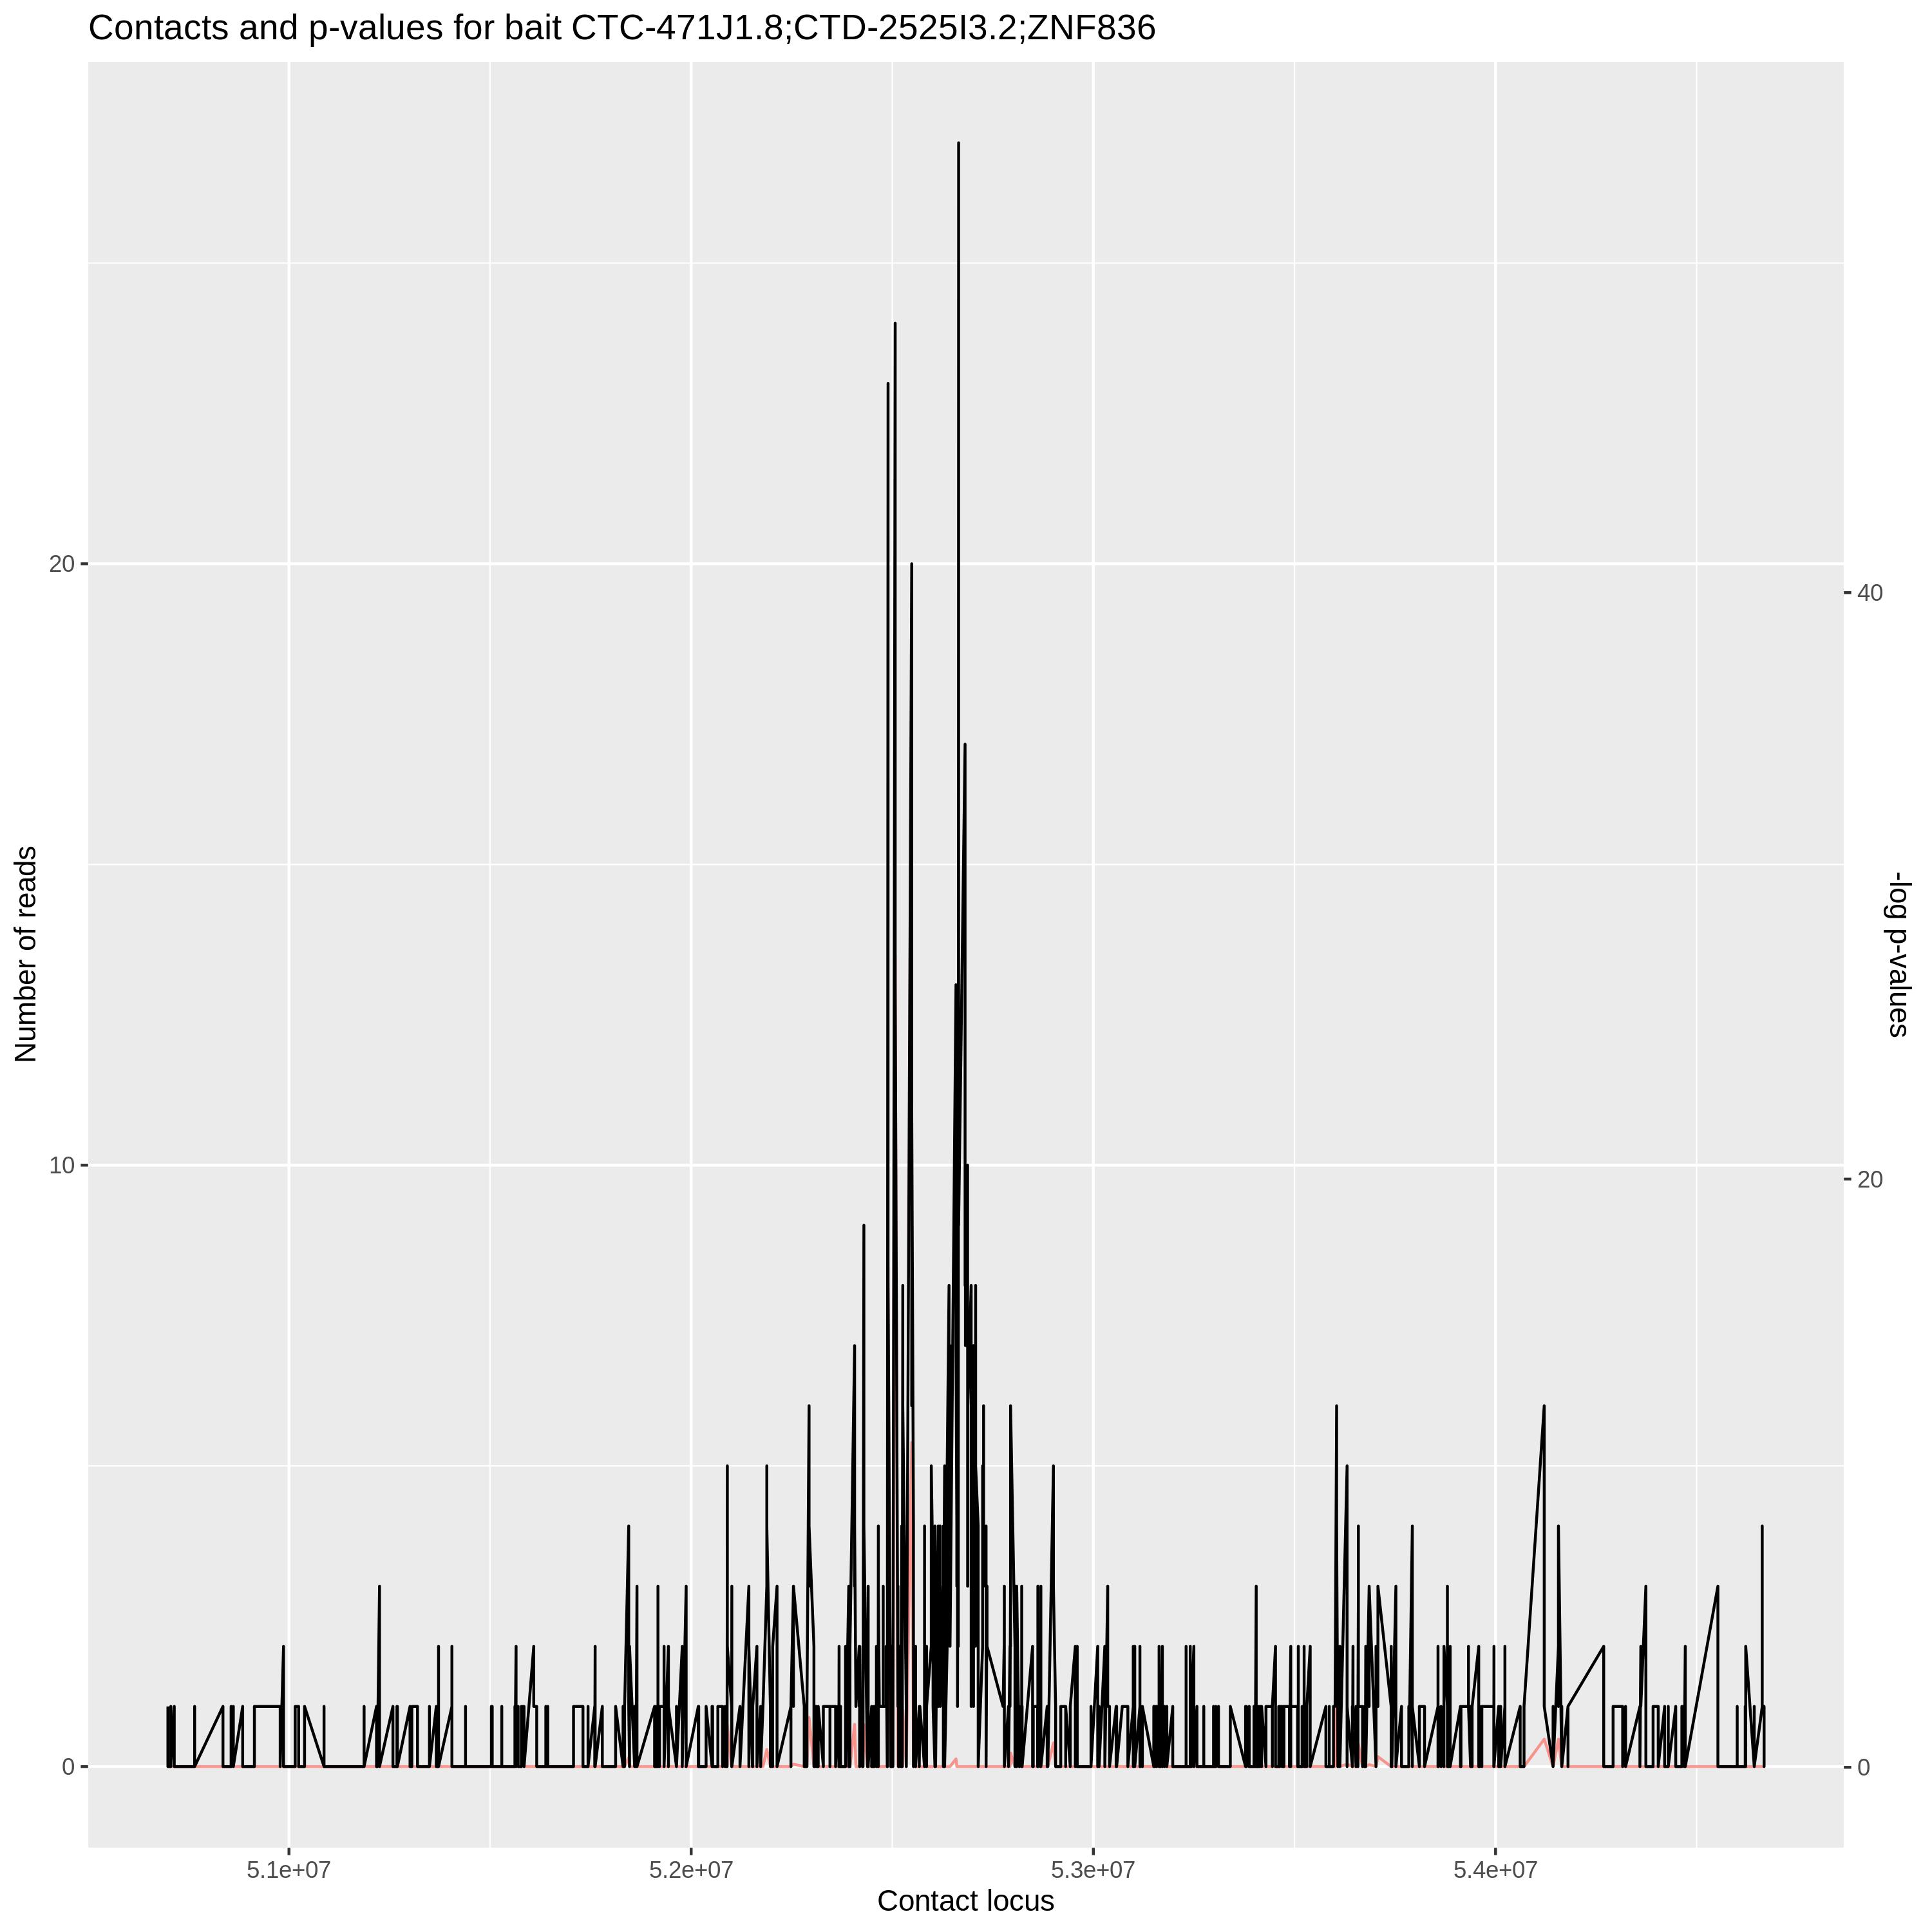 Contacts and p-values for bait CTC-471J1.8;CTD-2525I3.2;ZNF836
20
10
0
Number of reads
40
20
0
-log p-values
5.1e+07 5.2e+07 5.3e+07 5.4e+07
Contact locus